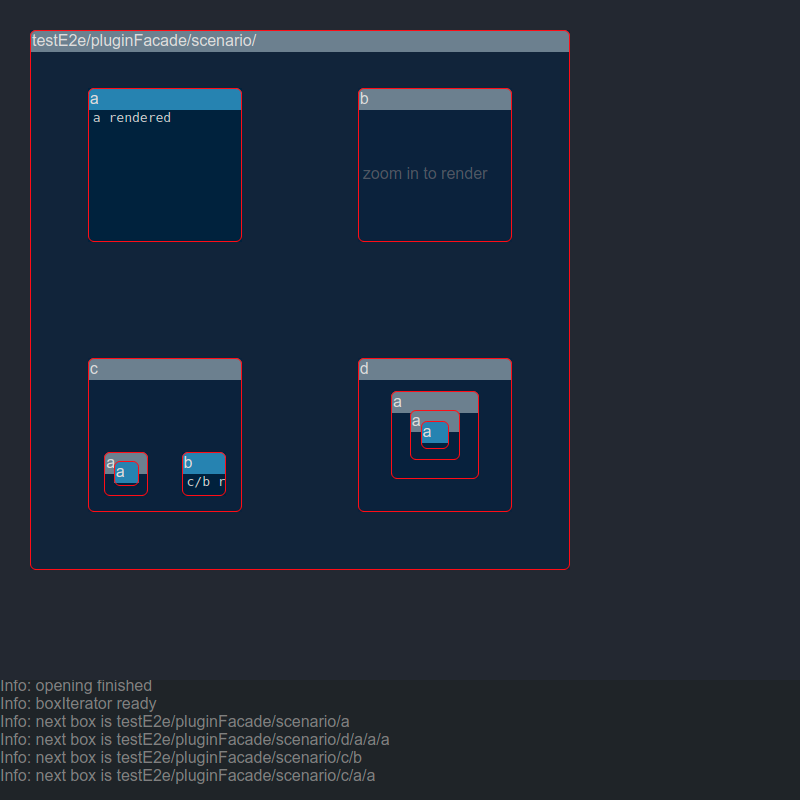 testE2e/pluginFacade/scenario/
a
b
a rendered
zoom in to render
c
d
a
a
a
a
a
b
c/b r
Info: opening finished
Info: boxIterator ready
Info: next box is testE2e/pluginFacade/scenario/a
Info: next box is testE2e/pluginFacade/scenario/d/a/a/a
Info: next box is testE2e/pluginFacade/scenario/c/b
Info: next box is testE2e/pluginFacade/scenario/c/a/a